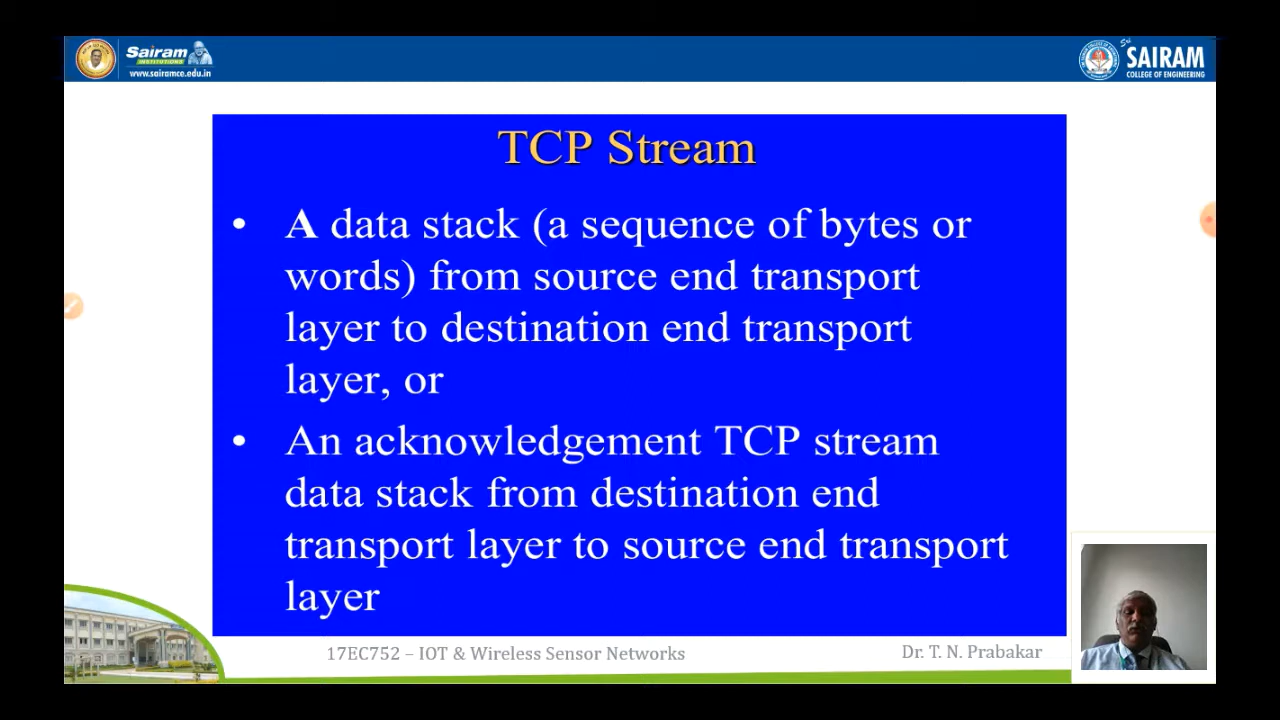 Sairam
INSTITUTIONS
www.sairamce.edu.in
Sri
SAIRAM
COLLEGE OF ENGINEERING
TCP Stream
• A data stack (a sequence of bytes or
words) from source end transport
layer to destination end transport
layer, or
• An acknowledgement TCP stream
data stack from destination end
transport layer to source end transport
layer
17EC752 – IOT & Wireless Sensor Networks
Dr. T. N. Prabakar